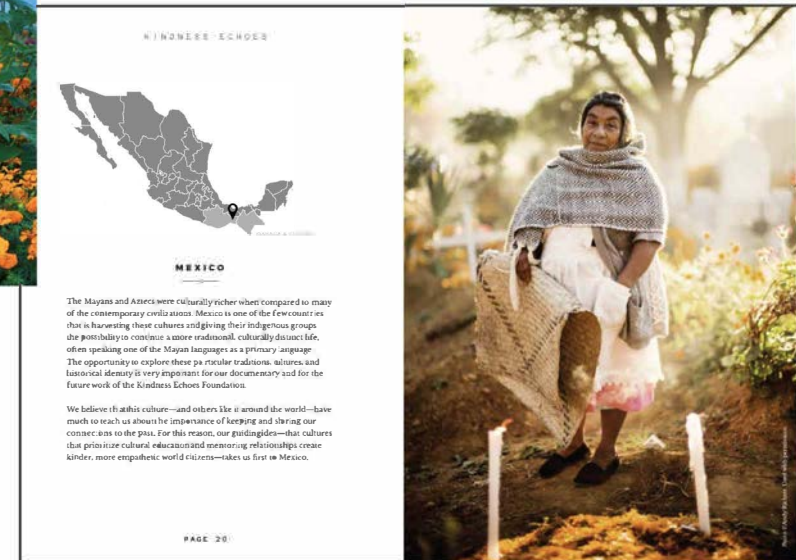 KINDNESS ECHOES
MEXICO
The Mayans and Aztecs were culturally richer when compared to many
of the contemporary civilizations. Mexico is one of the few countries
that is harvesting these cultures and giving their indigenous groups
the possibility to continue a more traditional, culturally distinct life,
often speaking one of the Mayan languages as a primary language.
The opportunity to explore these particular traditions, cultures, and
historical identity is very important for our documentary and for the
future work of the Kindness Echoes Foundation.
We believe that this culture—and others like it around the world—have
much to teach us about the importance of keeping and sharing our
connections to the past. For this reason, our guiding idea—that cultures
that prioritize cultural education and mentoring relationships create
kinder, more empathetic world citizens—takes us first to Mexico.
PAGE 20